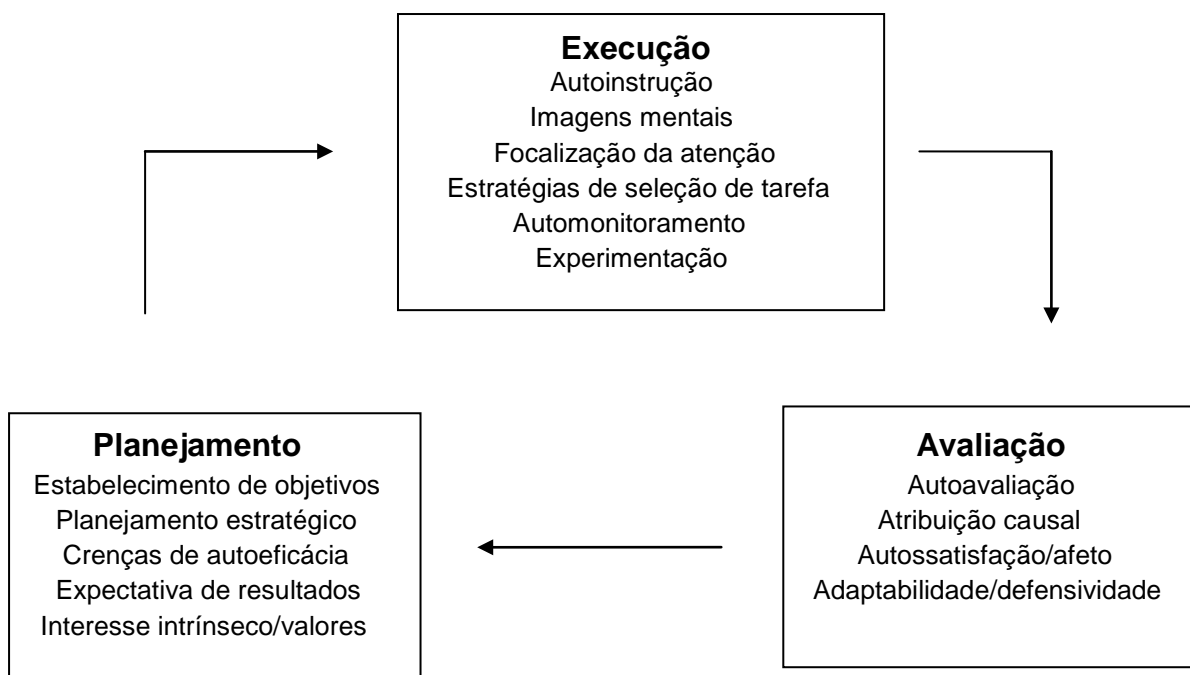 Execução
Autoinstrução
Imagens mentais
Focalização da atenção
Estratégias de seleção de tarefa
Automonitoramento
Experimentação
Planejamento
Estabelecimento de objetivos
Planejamento estratégico
Crenças de autoeficácia
Expectativa de resultados
Interesse intrínseco/valores
Avaliação
Autoavaliação
Atribuição causal
Autossatisfação/afeto
Adaptabilidade/defensividade